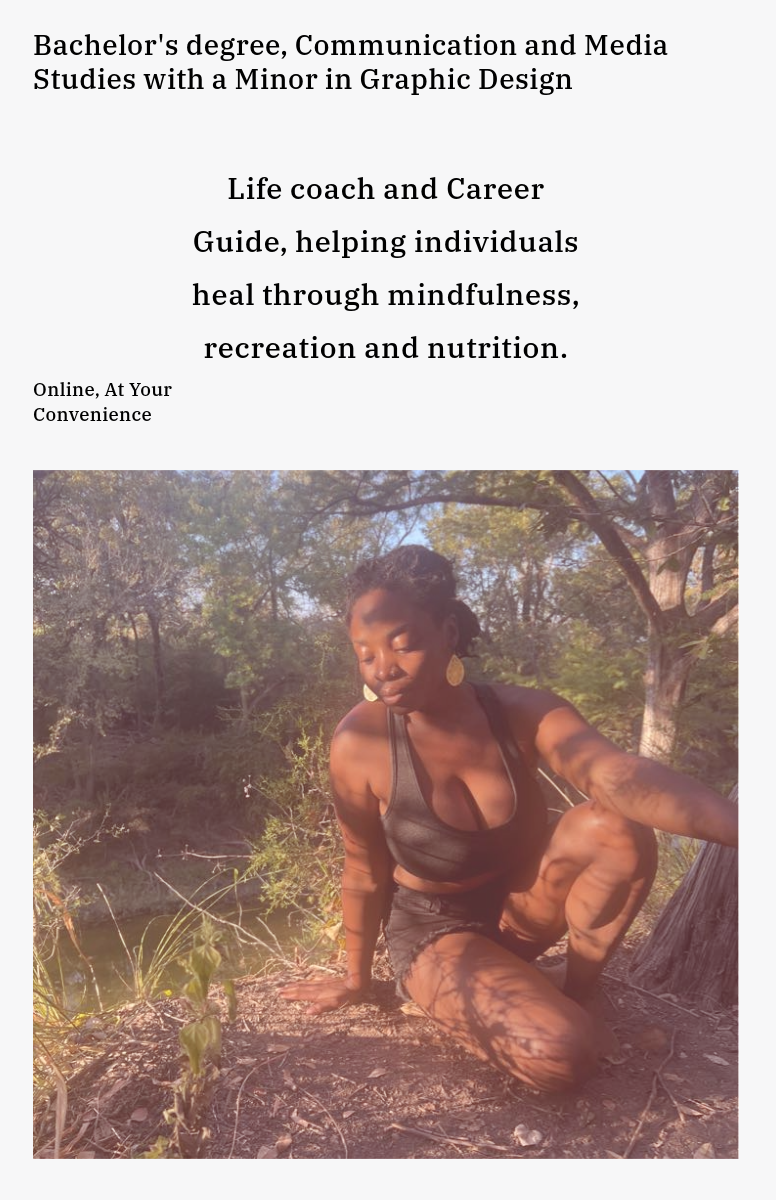 Bachelor's degree, Communication and Media
Studies with a Minor in Graphic Design
Life coach and Career
Guide, helping individuals
heal through mindfulness,
recreation and nutrition.
Online, At Your
Convenience